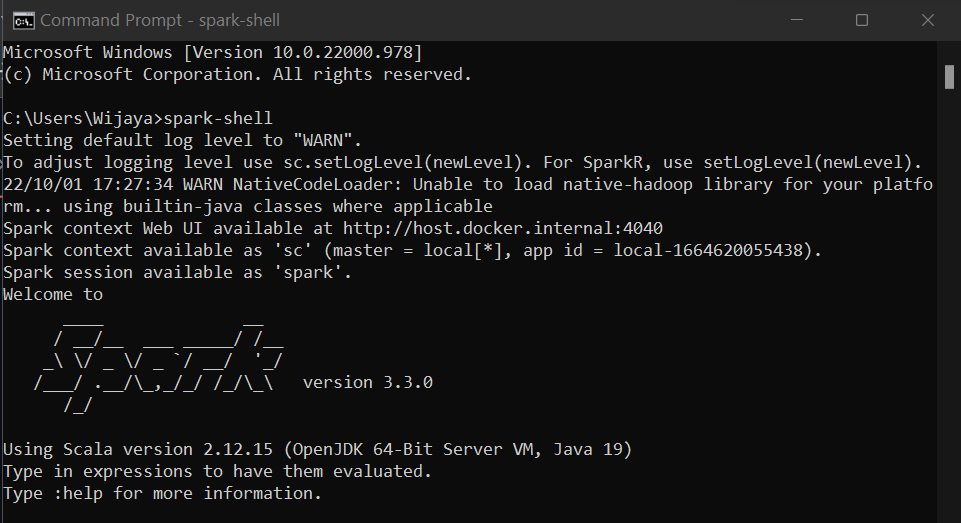 Command Prompt - spark-shell
Microsoft Windows [Version 10.0.22000.978]
(c) Microsoft Corporation. All rights reserved.
C:\Users\Wijaya>spark-shell
Setting default log level to "WARN".
To adjust logging level use sc.setLogLevel(newLevel). For SparkR, use setLogLevel(newLevel).
22/10/01 17:27:34 WARN NativeCodeLoader: Unable to load native-hadoop library for your platfo
rm... using builtin-java classes where applicable
Spark context Web UI available at http://host.docker.internal:4040
Spark context available as 'sc' (master = local[*], app id = local-1664620055438).
Spark session available as 'spark'.
Welcome to
      ____              __
     / __/__  ___ _____/ /__
    _\ \/ _ \/ _ `/ __/  '_/
   /___/ .__/\_,_/_/ /_/\_\   version 3.3.0
      /_/
Using Scala version 2.12.15 (OpenJDK 64-Bit Server VM, Java 19)
Type in expressions to have them evaluated.
Type :help for more information.